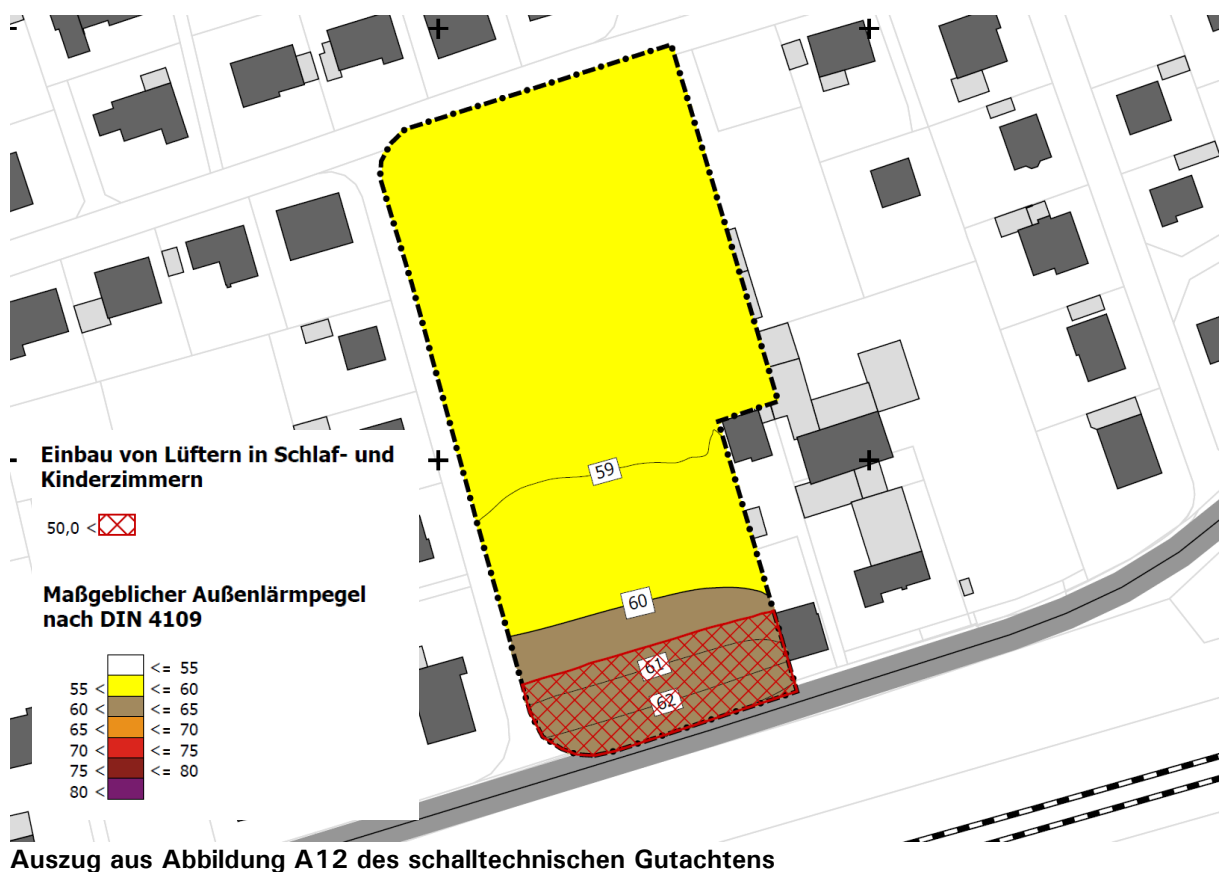 59
60
61
62
Einbau von Lüftern in Schlaf- und
Kinderzimmern
50,0 <
Maßgeblicher Außenlärmpegel
nach DIN 4109
<= 55
55 < <= 60
60 < <= 65
65 < <= 70
70 < <= 75
75 < <= 80
80 <
Auszug aus Abbildung A12 des schalltechnischen Gutachtens